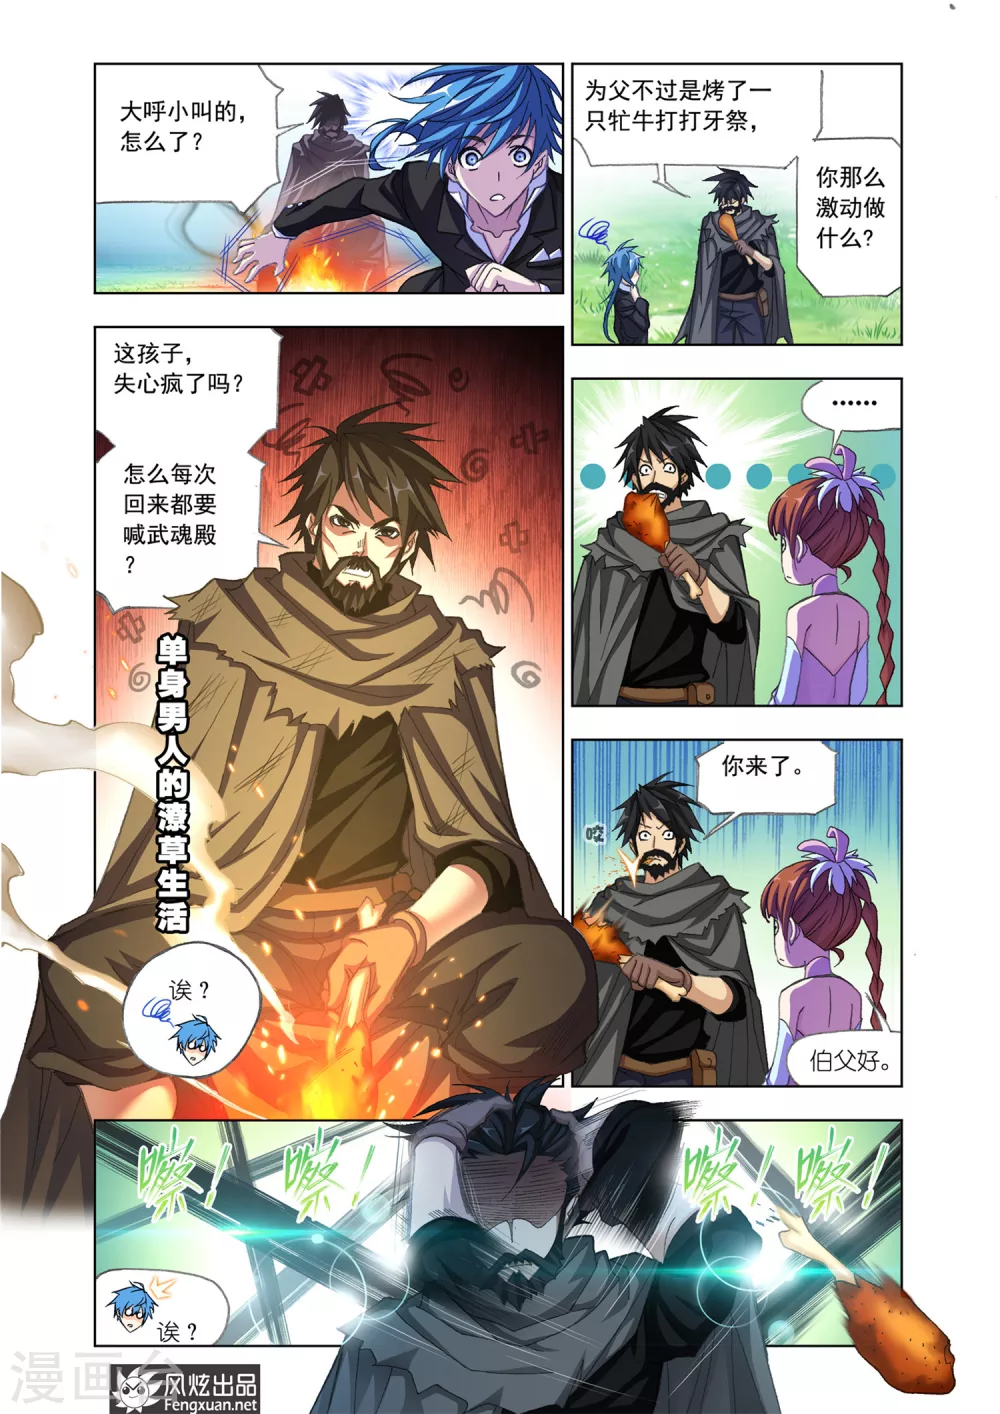 大呼小叫的，
怎么了？
为父不过是烤了一
只牤牛打打牙祭，
你那么
激动做
什么？
这孩子，
失心疯了吗？
怎么每次
回来都要
喊武魂殿
？
单身男人的潦草生活
诶？
……
你来了。
咬
伯父好。
嚓！
嚓！
嚓！
嚓！
诶？
漫画台
风炫出品
Fengxuan.net